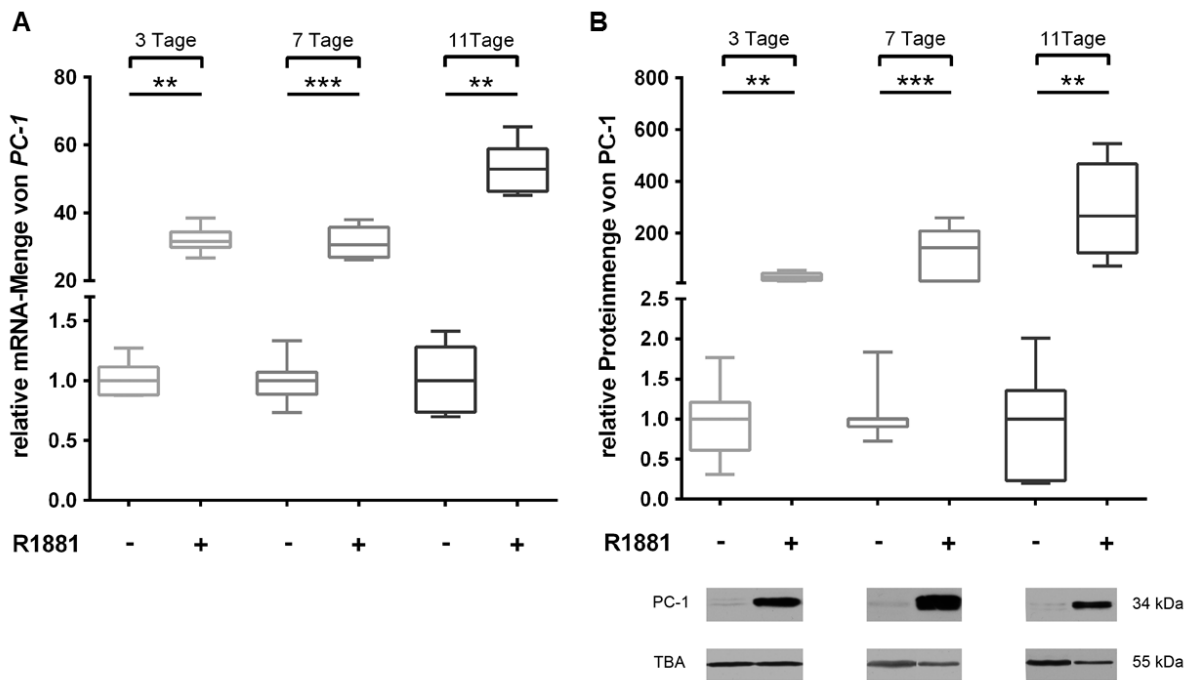 A
3 Tage 7 Tage 11Tage
** *** **
relative mRNA-Menge von PC-1
80
60
40
20
1.5
1.0
0.5
0.0
R1881 - + - + - +
B
3 Tage 7 Tage 11Tage
** *** **
relative Proteinmenge von PC-1
800
600
400
200
2.5
2.0
1.5
1.0
0.5
0.0
R1881 - + - + - +
PC-1 34 kDa
TBA 55 kDa